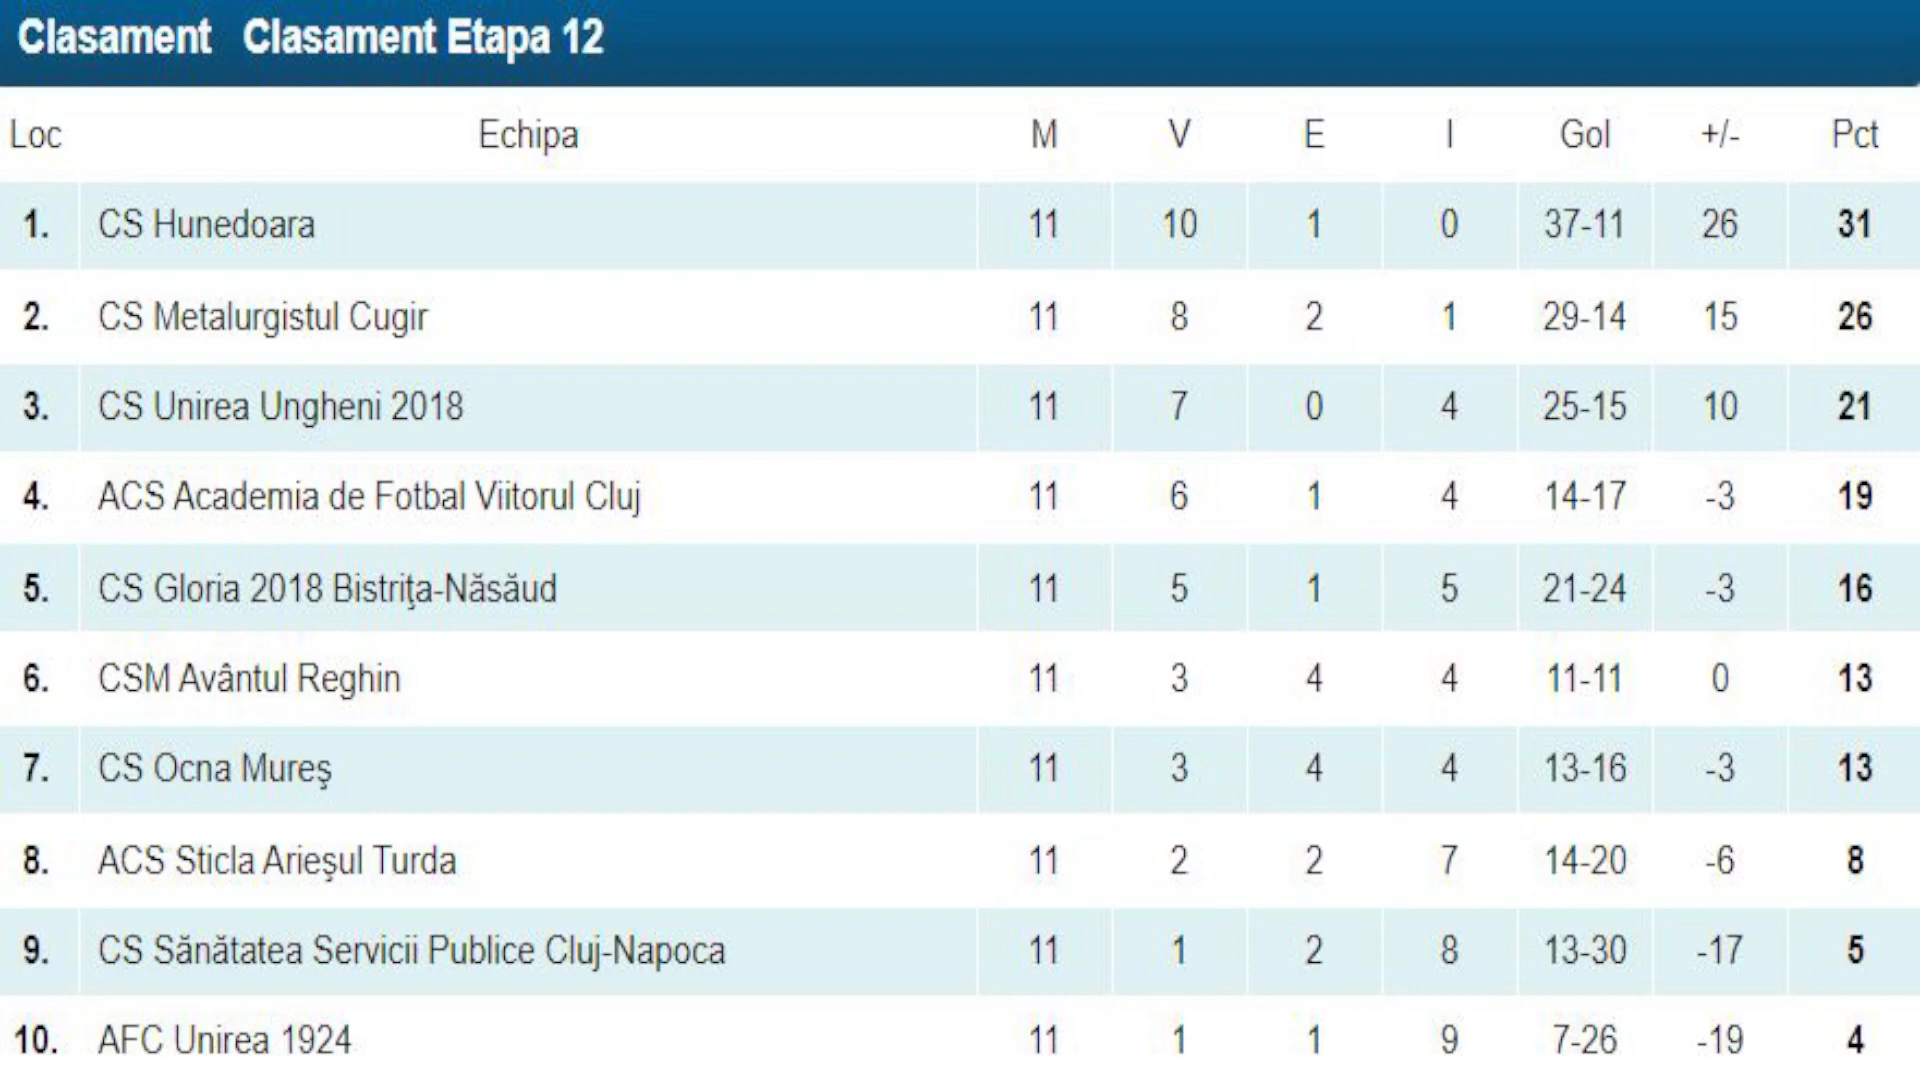 Clasament Clasament Etapa 12
Loc Echipa M V E I Gol +/- Pct
1. CS Hunedoara 11 10 1 0 37-11 26 31
2. CS Metalurgistul Cugir 11 8 2 1 29-14 15 26
3. CS Unirea Ungheni 2018 11 7 0 4 25-15 10 21
4. ACS Academia de Fotbal Viitorul Cluj 11 6 1 4 14-17 -3 19
5. CS Gloria 2018 Bistriţa-Năsăud 11 5 1 5 21-24 -3 16
6. CSM Avântul Reghin 11 3 4 4 11-11 0 13
7. CS Ocna Mureş 11 3 4 4 13-16 -3 13
8. ACS Sticla Arieşul Turda 11 2 2 7 14-20 -6 8
9. CS Sănătatea Servicii Publice Cluj-Napoca 11 1 2 8 13-30 -17 5
10. AFC Unirea 1924 11 1 1 9 7-26 -19 4